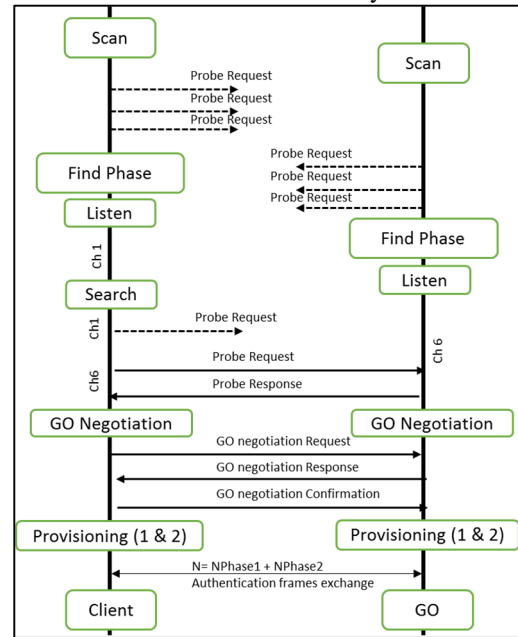 Scan
Scan
Probe Request
Probe Request
Probe Request
Probe Request
Probe Request
Probe Request
Find Phase
Listen
Find Phase
Listen
Ch 1
Search
Ch1
Probe Request
Ch 6
Probe Request
Ch6
Probe Response
GO Negotiation
GO Negotiation
GO negotiation Request
GO negotiation Response
GO negotiation Confirmation
Provisioning (1 & 2)
Provisioning (1 & 2)
N= NPhase1 + NPhase2
Authentication frames exchange
Client
GO